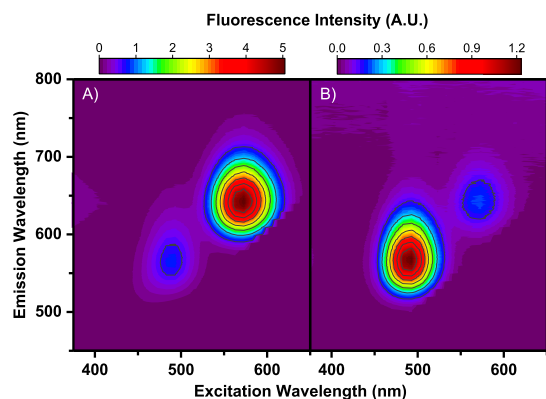 Fluorescence Intensity (A.U.)
0 1 2 3 4 5
0.0 0.3 0.6 0.9 1.2
A)
B)
Emission Wavelength (nm)
800
700
600
500
400 500 600
400 500 600
Excitation Wavelength (nm)